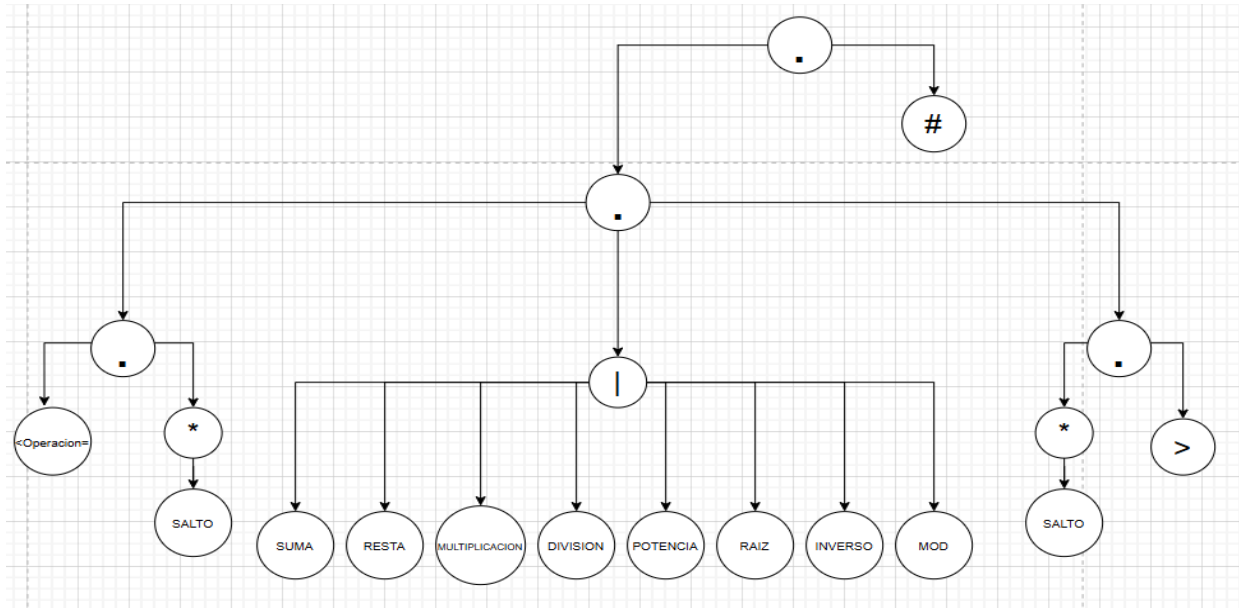 .
#
.
.
|
.
<Operacion=
*
*
>
SALTO
SALTO
SUMA
RESTA
MULTIPLICACION
DIVISION
POTENCIA
RAIZ
INVERSO
MOD